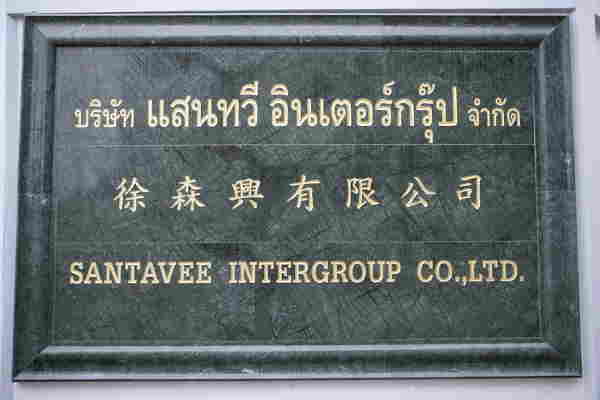 บริษัท แสนทวี อินเตอร์กรุ๊ป จำกัด
徐森興有限公司
SANTAVEE INTERGROUP CO.,LTD.